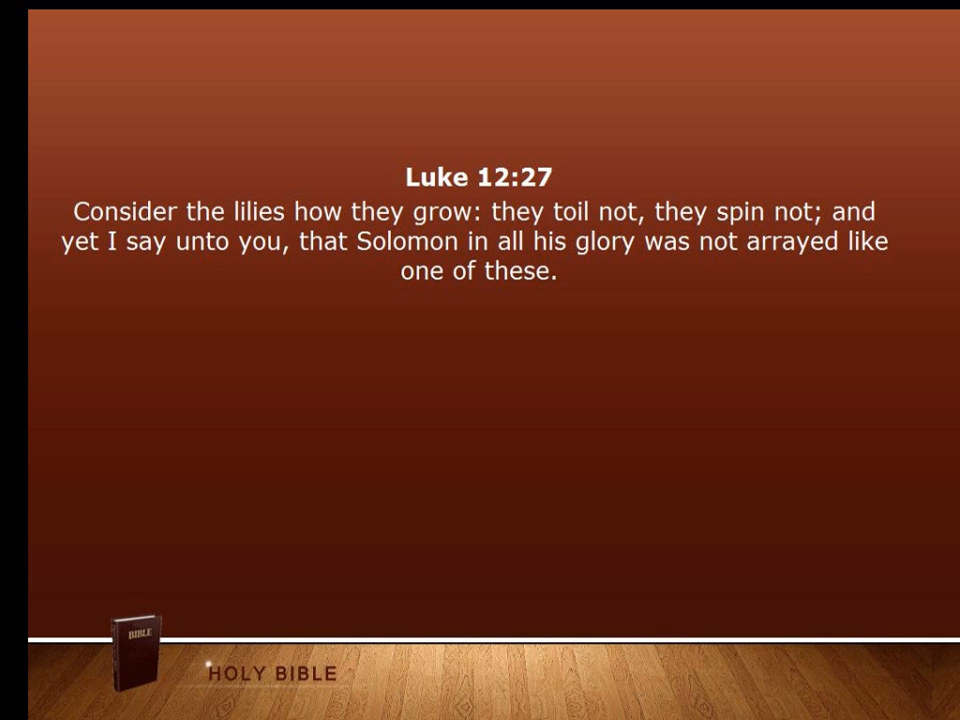 Luke 12:27
Consider the lilies how they grow: they toil not, they spin not; and
yet I say unto you, that Solomon in all his glory was not arrayed like
one of these.
BIBLE
HOLY BIBLE